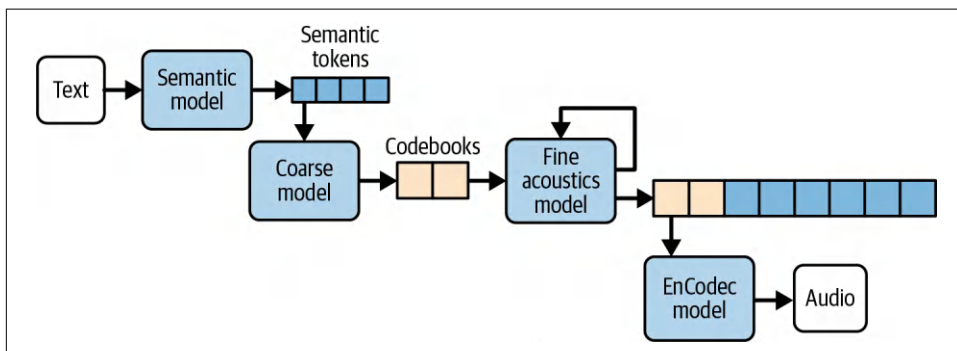 Text
Semantic
model
Semantic
tokens
Coarse
model
Codebooks
Fine
acoustics
model
EnCodec
model
Audio